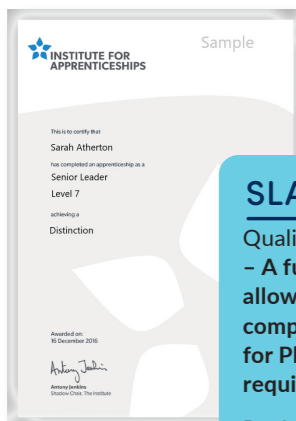 Sample
INSTITUTE FOR
APPRENTICESHIPS
This is to certify that
Sarah Atherton
has completed an apprenticeship as a
Senior Leader
Level 7
achieving a
Distinction
Awarded on:
16 December 2016
Antony Jenkins
Antony Jenkins
Shadow Chair, The Institute
SLA
Quali
– A fu
allow
comp
for Pl
requi